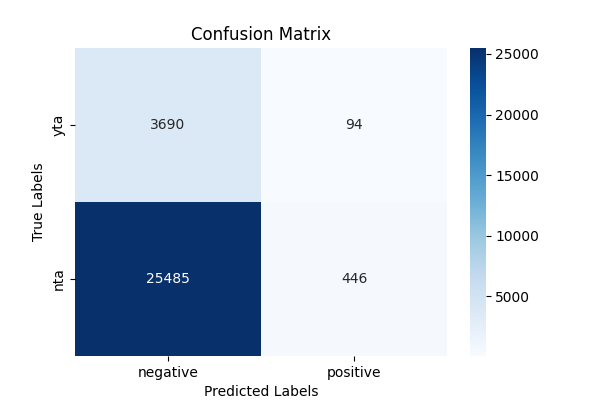 Confusion Matrix
True Labels
yta
3690
94
nta
25485
446
negative
positive
Predicted Labels
25000
20000
15000
10000
5000